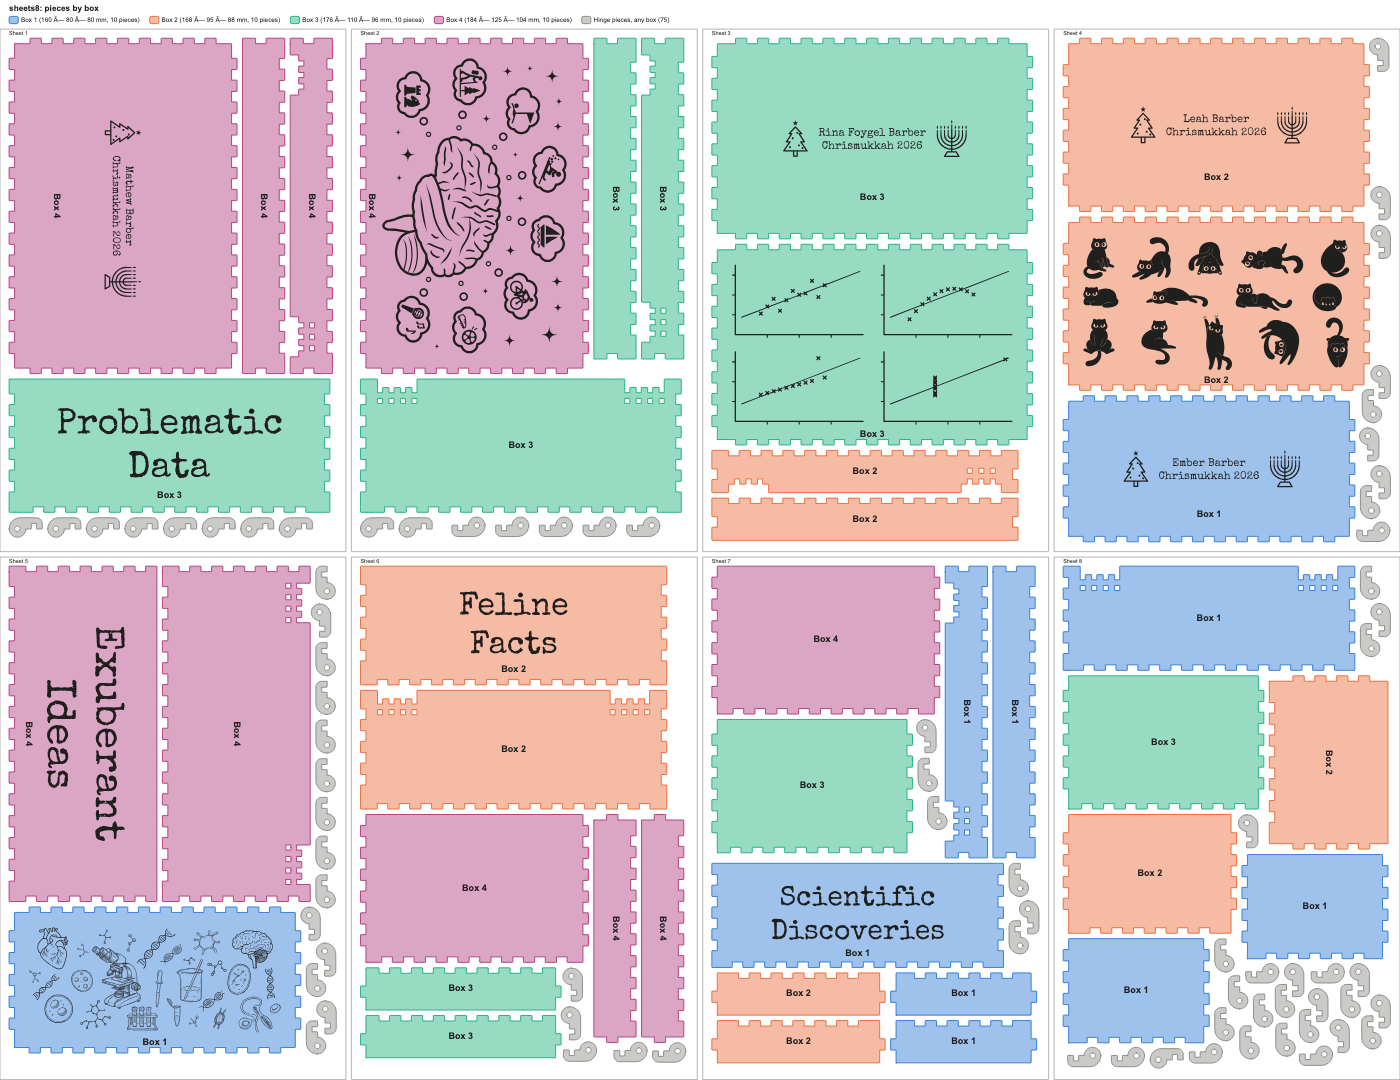 sheets8: pieces by box
Box 1 (160 Ã— 80 Ã— 80 mm, 10 pieces)
Box 2 (168 Ã— 95 Ã— 88 mm, 10 pieces)
Box 3 (176 Ã— 110 Ã— 96 mm, 10 pieces)
Box 4 (184 Ã— 125 Ã— 104 mm, 10 pieces)
Hinge pieces, any box (75)
Sheet 1
Box 4
Mathew Barber
Chrismukkah 2026
Box 4
Box 4
Problematic
Data
Box 3
Sheet 2
Box 4
Box 3
Box 3
Box 3
Sheet 3
Rina Foygel Barber
Chrismukkah 2026
Box 3
Box 3
Box 2
Box 2
Sheet 4
Leah Barber
Chrismukkah 2026
Box 2
Box 2
Ember Barber
Chrismukkah 2026
Box 1
Sheet 5
Exuberant
Ideas
Box 4
Box 4
Box 1
Sheet 6
Feline
Facts
Box 2
Box 2
Box 4
Box 4
Box 4
Box 3
Box 3
Sheet 7
Box 4
Box 1
Box 1
Box 3
Scientific
Discoveries
Box 1
Box 2
Box 1
Box 2
Box 1
Sheet 8
Box 1
Box 3
Box 2
Box 2
Box 1
Box 1